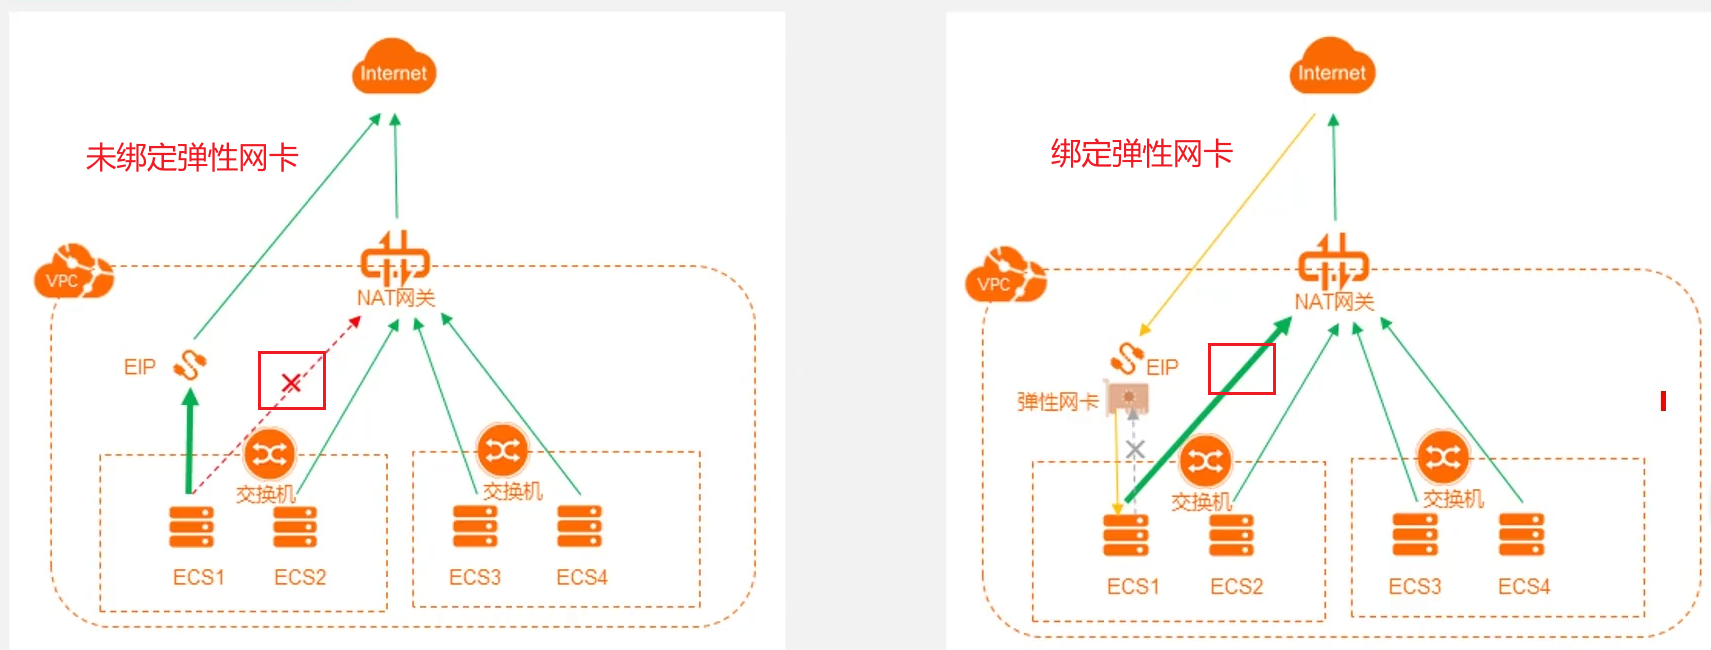 Internet
未绑定弹性网卡
VPC
NAT网关
EIP
交换机
交换机
ECS1
ECS2
ECS3
ECS4
Internet
绑定弹性网卡
VPC
NAT网关
EIP
弹性网卡
交换机
交换机
ECS1
ECS2
ECS3
ECS4